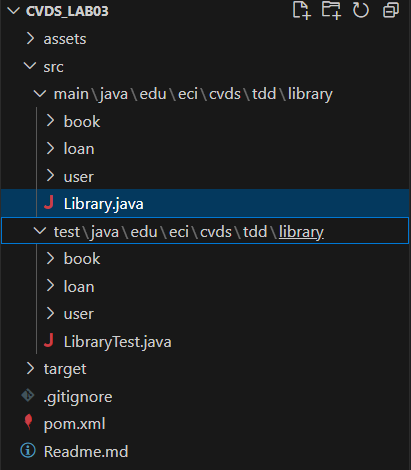 CVDS_LAB03
assets
src
main\java\edu\eci\cvds\tdd\library
book
loan
user
Library.java
test\java\edu\eci\cvds\tdd\library
book
loan
user
LibraryTest.java
target
.gitignore
pom.xml
Readme.md